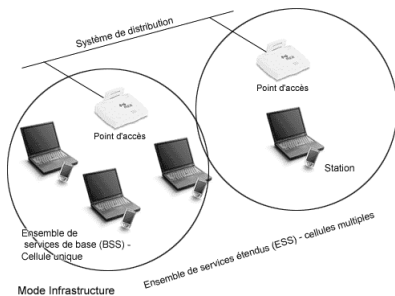 Système de distribution
Point d'accès
Point d'accès
Station
Ensemble de
services de base (BSS) -
Cellule unique
Ensemble de services étendus (ESS) - cellules multiples
Mode Infrastructure